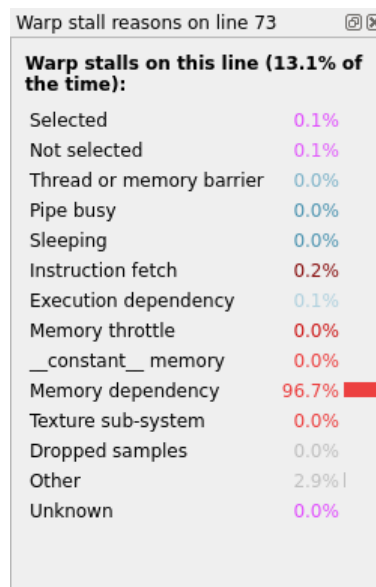 Warp stall reasons on line 73
Warp stalls on this line (13.1% of
the time):
Selected 0.1%
Not selected 0.1%
Thread or memory barrier 0.0%
Pipe busy 0.0%
Sleeping 0.0%
Instruction fetch 0.2%
Execution dependency 0.1%
Memory throttle 0.0%
__constant__ memory 0.0%
Memory dependency 96.7%
Texture sub-system 0.0%
Dropped samples 0.0%
Other 2.9%
Unknown 0.0%